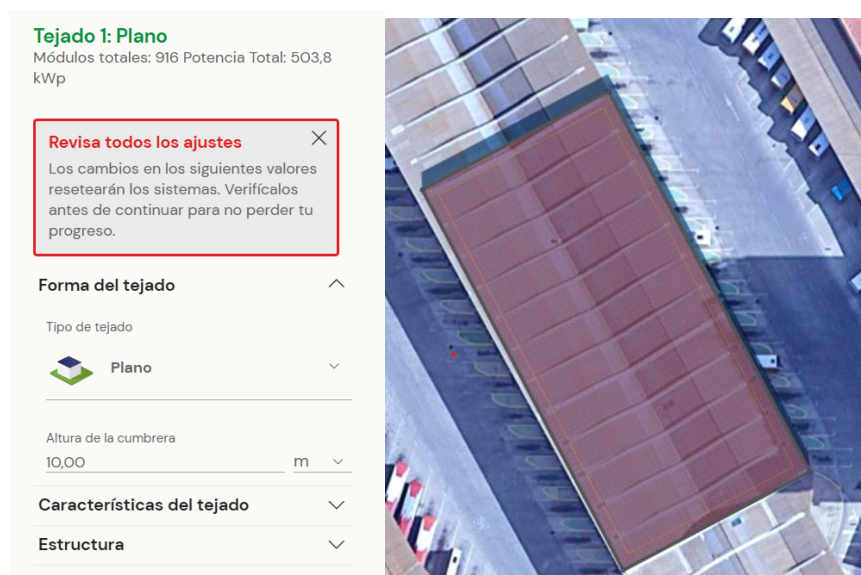 Tejado 1: Plano
Módulos totales: 916 Potencia Total: 503,8
kWp
Revisa todos los ajustes
Los cambios en los siguientes valores
resetearán los sistemas. Verifícalos
antes de continuar para no perder tu
progreso.
Forma del tejado
Tipo de tejado
Plano
Altura de la cumbrera
10,00 m
Características del tejado
Estructura